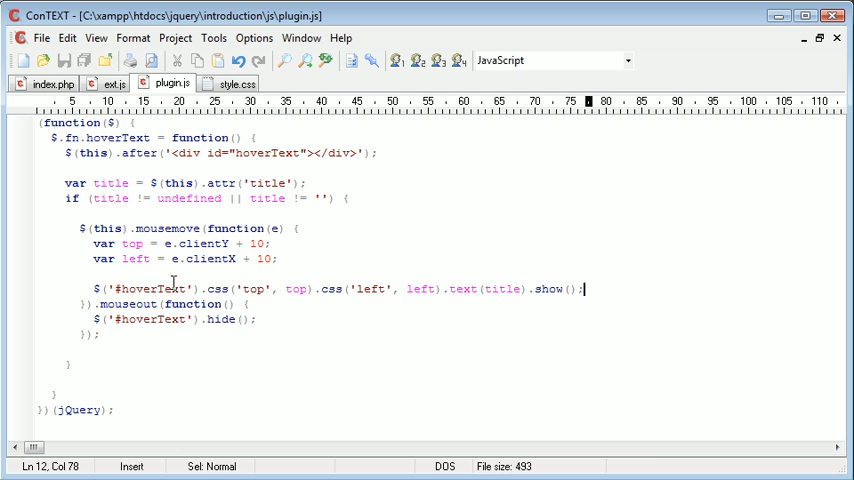 ConTEXT - [C:\xampp\htdocs\jquery\introduction\js\plugin.js]
File Edit View Format Project Tools Options Window Help
1 2 3 4 JavaScript
index.php ext.js plugin.js style.css
5 10 15 20 25 30 35 40 45 50 55 60 65 70 75 80 85 90 95 100 105 110
(function($) {
$.fn.hoverText = function() {
$(this).after('<div id="hoverText"></div>');
var title = $(this).attr('title');
if (title != undefined || title != '') {
$(this).mousemove(function(e) {
var top = e.clientY + 10;
var left = e.clientX + 10;
$('#hoverText').css('top', top).css('left', left).text(title).show();
}).mouseout(function() {
$('#hoverText').hide();
});
}
}
})(jQuery);
Ln 12, Col 78 Insert Sel: Normal DOS File size: 493